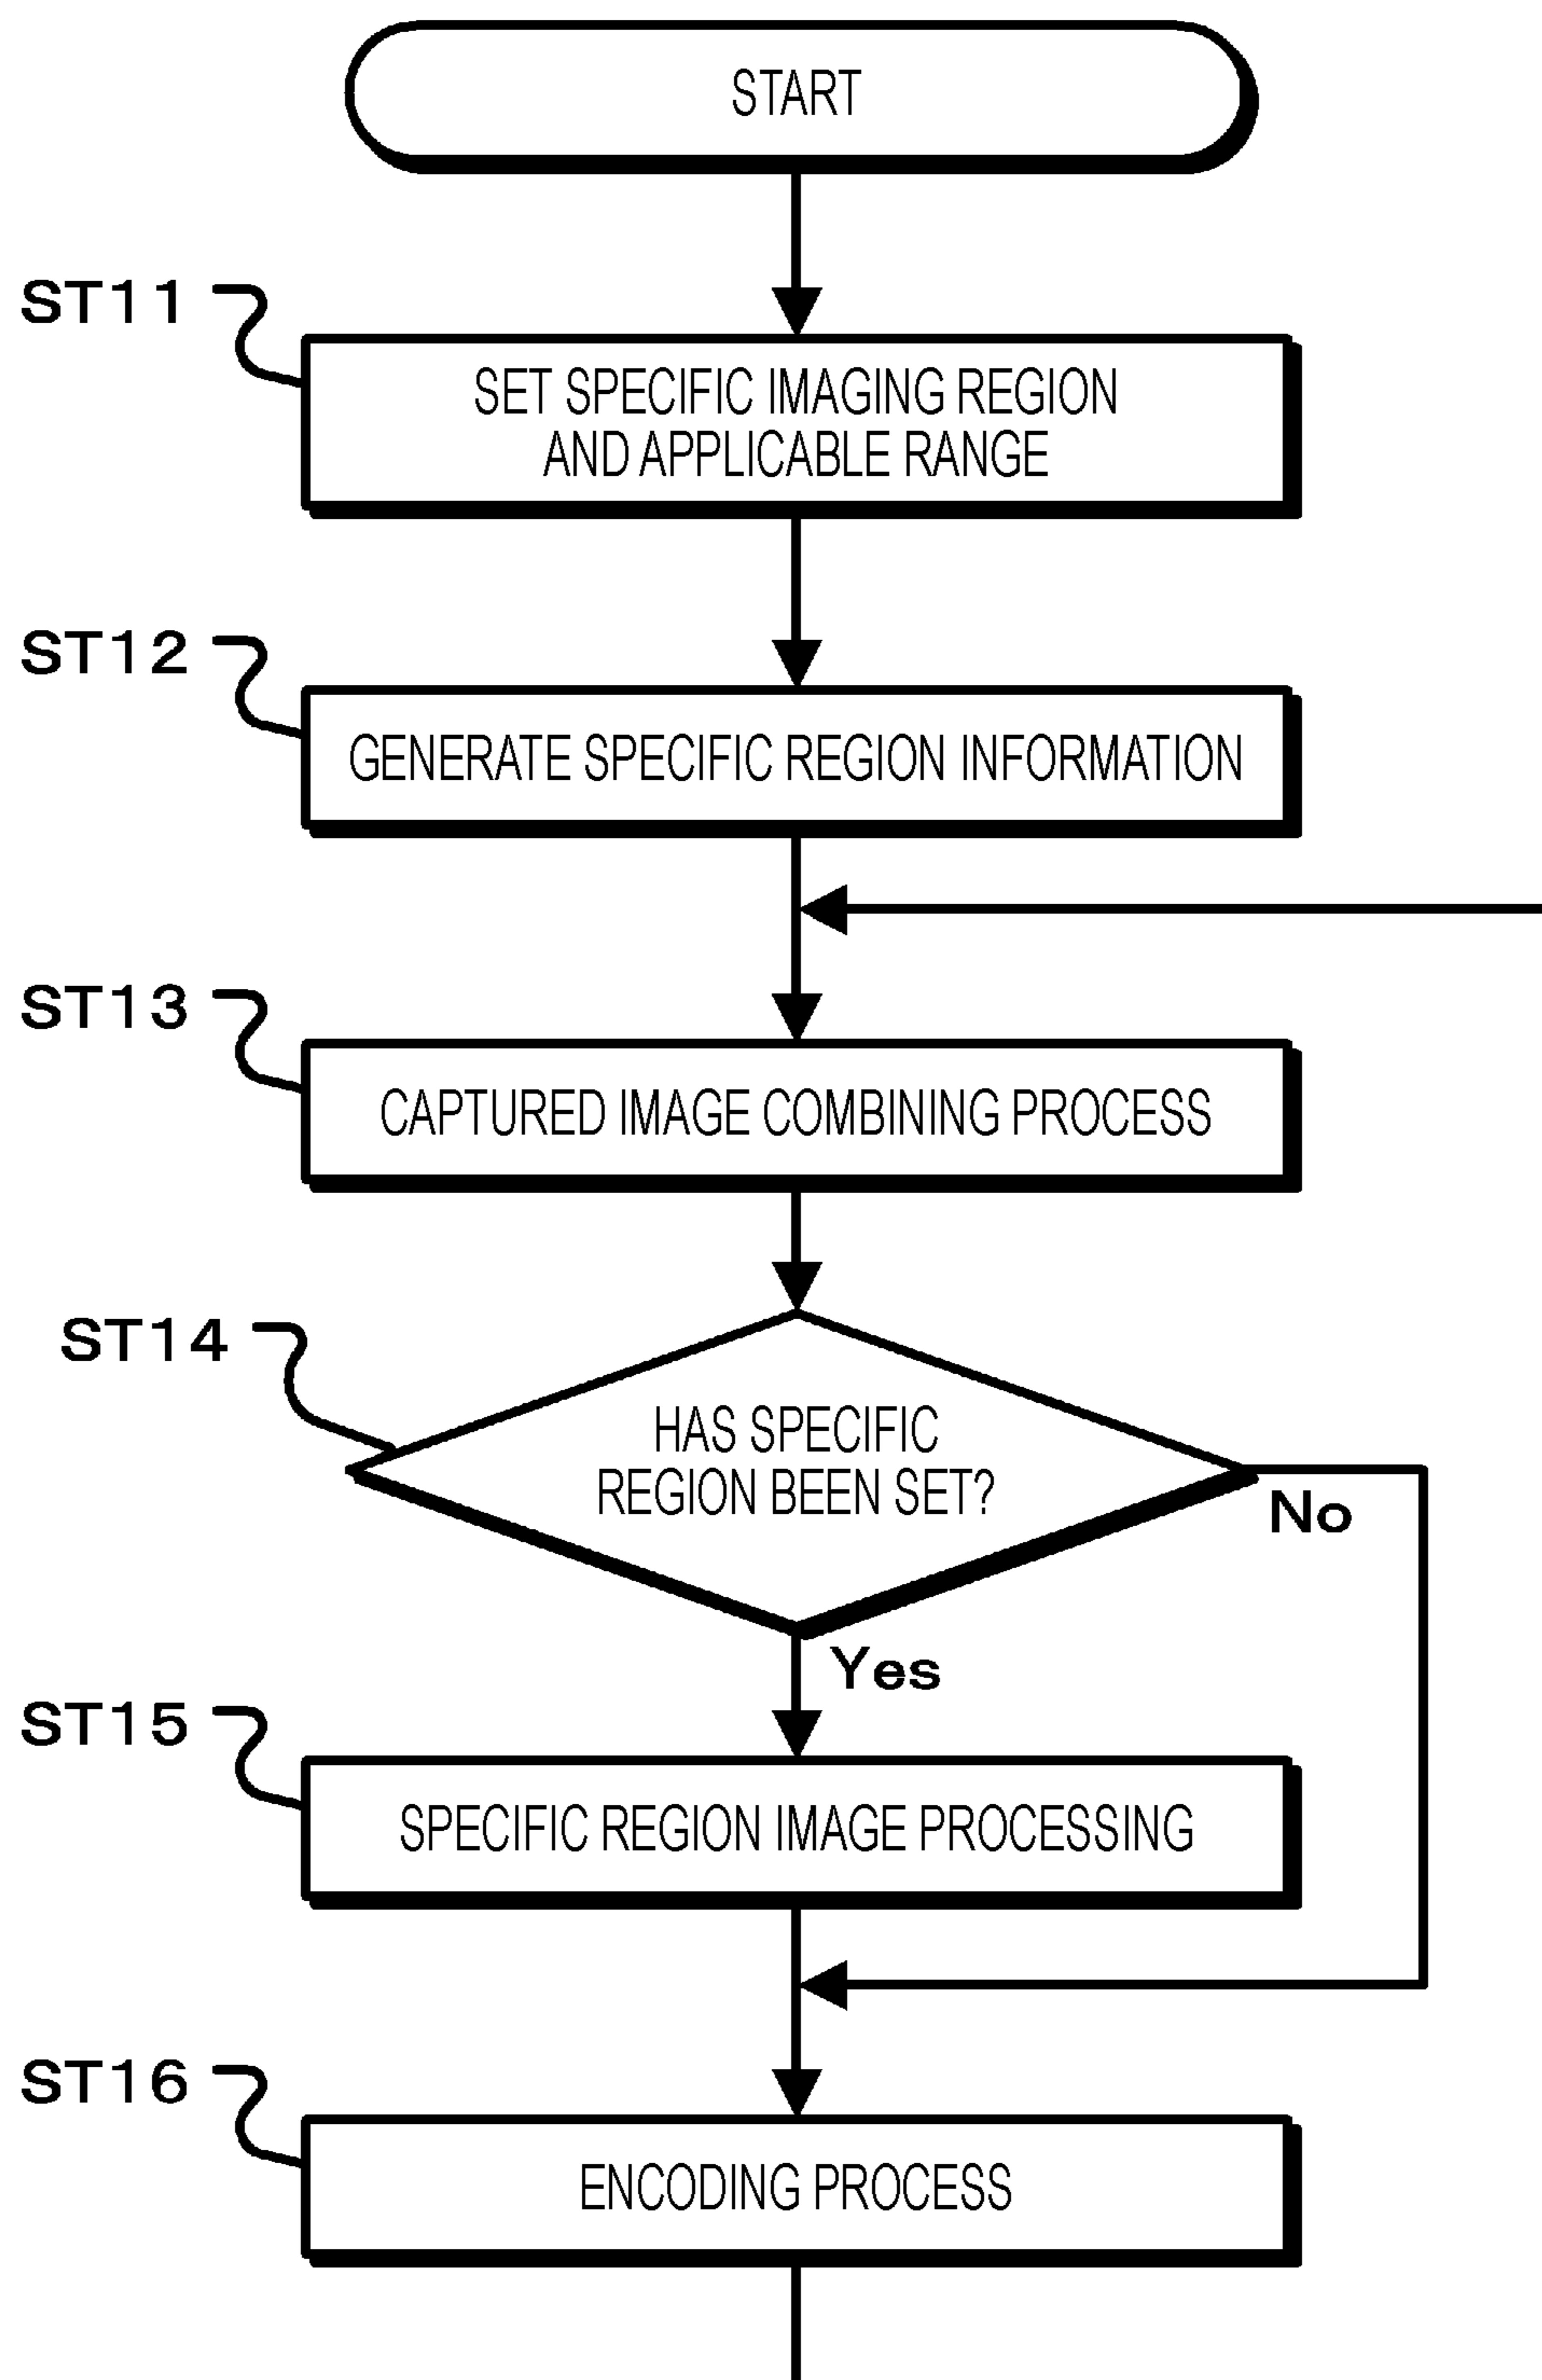 START
ST11
SET SPECIFIC IMAGING REGION
AND APPLICABLE RANGE
ST12
GENERATE SPECIFIC REGION INFORMATION
ST13
CAPTURED IMAGE COMBINING PROCESS
ST14
HAS SPECIFIC
REGION BEEN SET?
No
Yes
ST15
SPECIFIC REGION IMAGE PROCESSING
ST16
ENCODING PROCESS